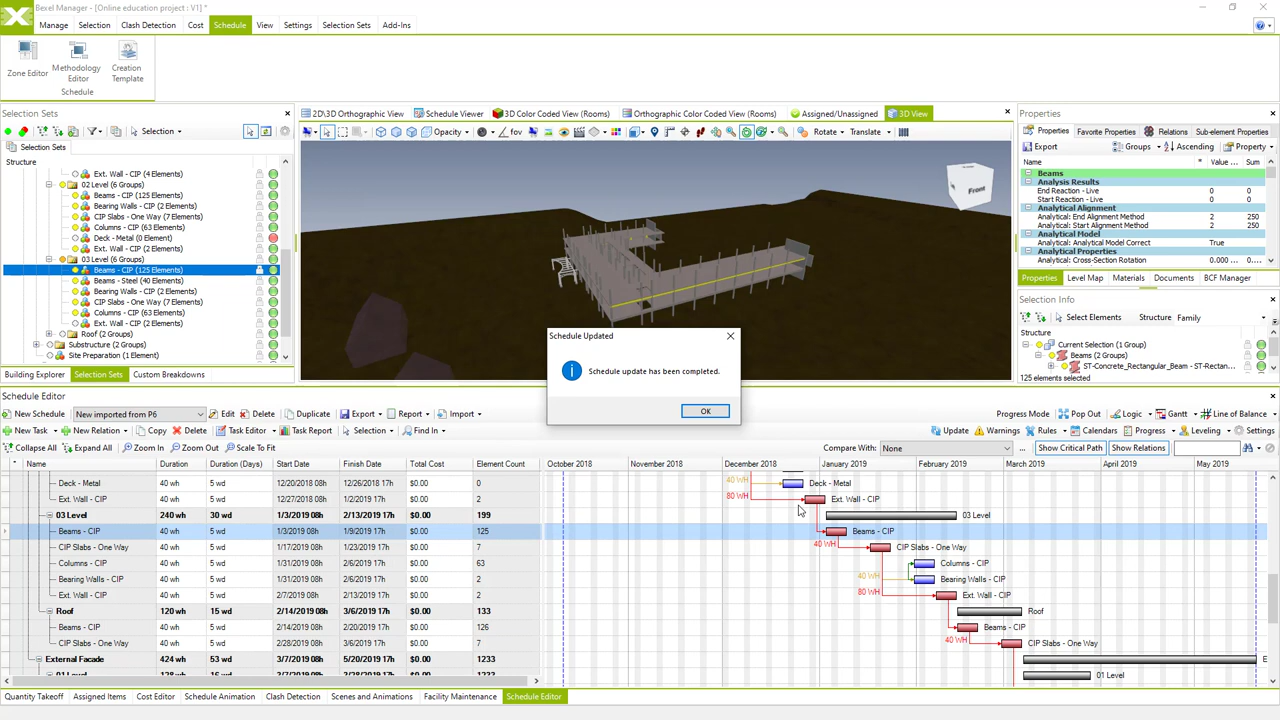 Bexel Manager - [Online education project : V1] *
Manage Selection Clash Detection Cost Schedule View Settings Selection Sets Add-Ins
Zone Editor Methodology Editor Creation Template
Schedule
Selection Sets
Selection
Selection Sets
Structure
Ext. Wall - CIP (4 Elements)
02 Level (6 Groups)
Beams - CIP (125 Elements)
Bearing Walls - CIP (2 Elements)
CIP Slabs - One Way (7 Elements)
Columns - CIP (63 Elements)
Deck - Metal (0 Element)
Ext. Wall - CIP (2 Elements)
03 Level (6 Groups)
Beams - CIP (125 Elements)
Beams - Steel (40 Elements)
Bearing Walls - CIP (2 Elements)
CIP Slabs - One Way (7 Elements)
Columns - CIP (63 Elements)
Ext. Wall - CIP (2 Elements)
Roof (2 Groups)
Substructure (2 Groups)
Site Preparation (1 Element)
Building Explorer Selection Sets Custom Breakdowns
2D\3D Orthographic View Schedule Viewer 3D Color Coded View (Rooms) Orthographic Color Coded View (Rooms) Assigned/Unassigned 3D View
Opacity fov Rotate Translate
Front
Properties
Properties Favorite Properties Relations Sub-element Properties
Export Groups Ascending Property
Name * Value ... Sum
Beams
Analysis Results
End Reaction - Live 0 0
Start Reaction - Live 0 0
Analytical Alignment
Analytical: End Alignment Method 2 250
Analytical: Start Alignment Method 2 250
Analytical Model
Analytical: Analytical Model Correct True
Analytical: Cross-Section Rotation 0.000 ... 0
Properties Level Map Materials Documents BCF Manager
Selection Info
Select Elements Structure Family
Structure
Current Selection (1 Group)
Beams (2 Groups)
ST-Concrete_Rectangular_Beam - ST-Rectan...
125 elements selected
Schedule Updated
Schedule update has been completed.
OK
Schedule Editor
New Schedule New imported from P6 Edit Delete Duplicate Export Report Import Progress Mode Pop Out Logic Gantt Line of Balance
New Task New Relation Copy Delete Task Editor Task Report Selection Find In Update Warnings Rules Calendars Progress Leveling Settings
Collapse All Expand All Zoom In Zoom Out Scale To Fit Compare With: None ... Show Critical Path Show Relations
Name Duration Duration (Days) Start Date Finish Date Total Cost Element Count October 2018 November 2018 December 2018 January 2019 February 2019 March 2019 April 2019 May 2019
Deck - Metal 40 wh 5 wd 12/20/2018 08h 12/26/2018 17h $0.00 0 40 WH Deck - Metal
Ext. Wall - CIP 40 wh 5 wd 12/27/2018 08h 1/2/2019 17h $0.00 2 80 WH Ext. Wall - CIP
03 Level 240 wh 30 wd 1/3/2019 08h 2/13/2019 17h $0.00 199 03 Level
Beams - CIP 40 wh 5 wd 1/3/2019 08h 1/9/2019 17h $0.00 125 Beams - CIP
CIP Slabs - One Way 40 wh 5 wd 1/17/2019 08h 1/23/2019 17h $0.00 7 40 WH CIP Slabs - One Way
Columns - CIP 40 wh 5 wd 1/31/2019 08h 2/6/2019 17h $0.00 63 Columns - CIP
Bearing Walls - CIP 40 wh 5 wd 1/31/2019 08h 2/6/2019 17h $0.00 2 40 WH Bearing Walls - CIP
Ext. Wall - CIP 40 wh 5 wd 2/7/2019 08h 2/13/2019 17h $0.00 2 80 WH Ext. Wall - CIP
Roof 120 wh 15 wd 2/14/2019 08h 3/6/2019 17h $0.00 133 Roof
Beams - CIP 40 wh 5 wd 2/14/2019 08h 2/20/2019 17h $0.00 126 Beams - CIP
CIP Slabs - One Way 40 wh 5 wd 2/28/2019 08h 3/6/2019 17h $0.00 7 40 WH CIP Slabs - One Way
External Facade 424 wh 53 wd 3/7/2019 08h 5/20/2019 17h $0.00 1233 E
01 Level
Quantity Takeoff Assigned Items Cost Editor Schedule Animation Clash Detection Scenes and Animations Facility Maintenance Schedule Editor